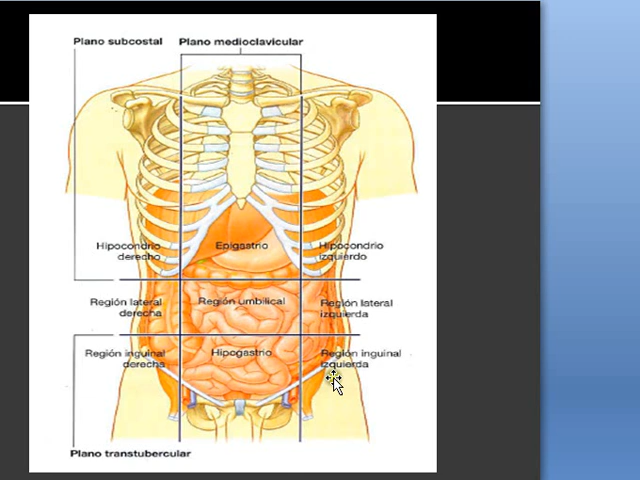 Plano subcostal Plano medioclavicular
Hipocondrio derecho
Epigastrio
Hipocondrio izquierdo
Región lateral derecha
Región umbilical
Región lateral izquierda
Región inguinal derecha
Hipogastrio
Región inguinal izquierda
Plano transtubercular